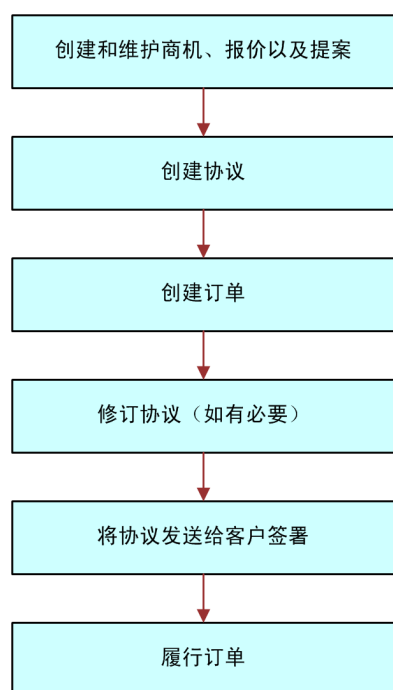 创建和维护商机、报价以及提案
创建协议
创建订单
修订协议（如有必要）
将协议发送给客户签署
履行订单